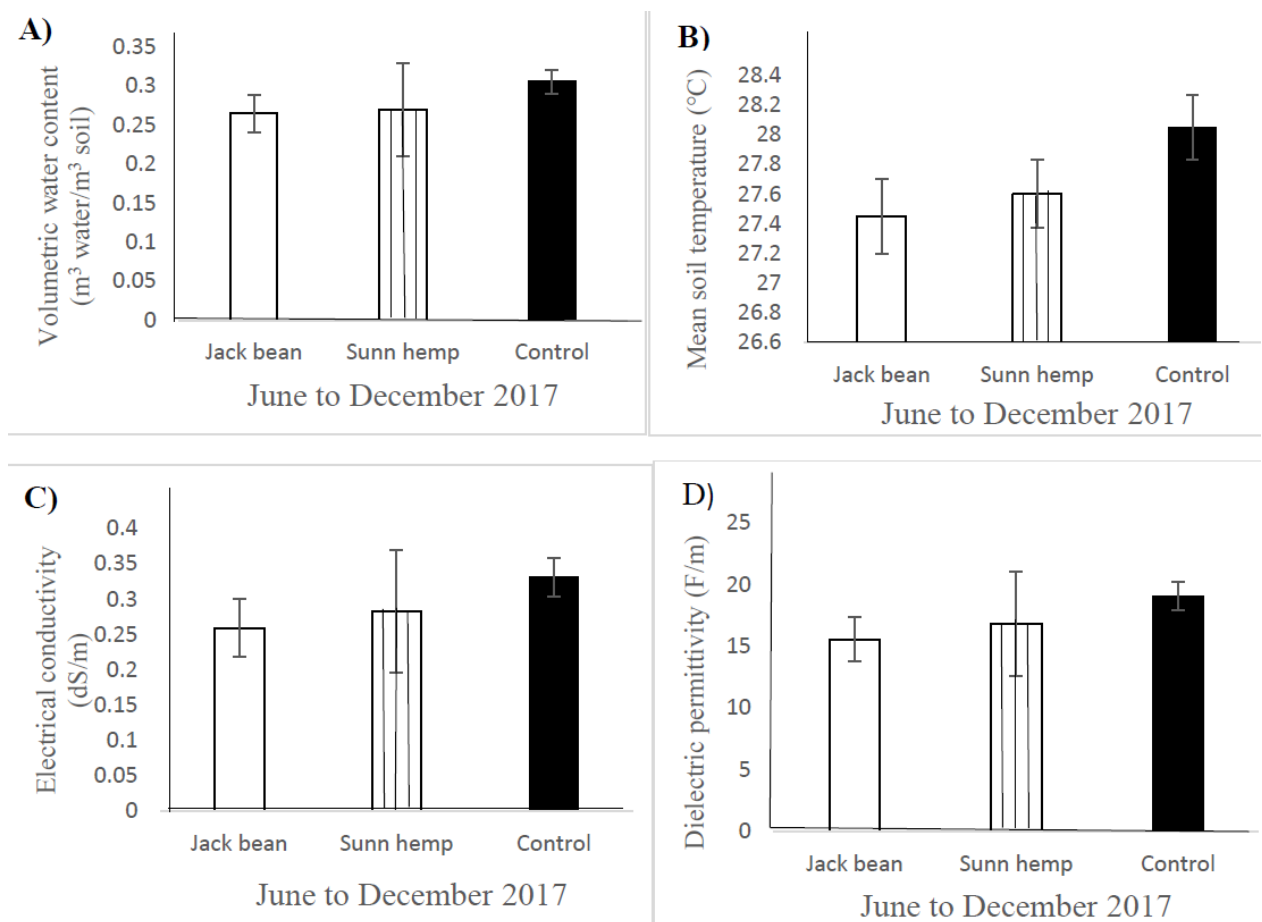 A)
Volumetric water content
(m³ water/m³ soil)
0.35
0.3
0.25
0.2
0.15
0.1
0.05
0
Jack bean Sunn hemp Control
June to December 2017
B)
Mean soil temperature (°C)
28.4
28.2
28
27.8
27.6
27.4
27.2
27
26.8
26.6
Jack bean Sunn hemp Control
June to December 2017
C)
Electrical conductivity
(dS/m)
0.4
0.35
0.3
0.25
0.2
0.15
0.1
0.05
0
Jack bean Sunn hemp Control
June to December 2017
D)
Dielectric permittivity (F/m)
25
20
15
10
5
0
Jack bean Sunn hemp Control
June to December 2017